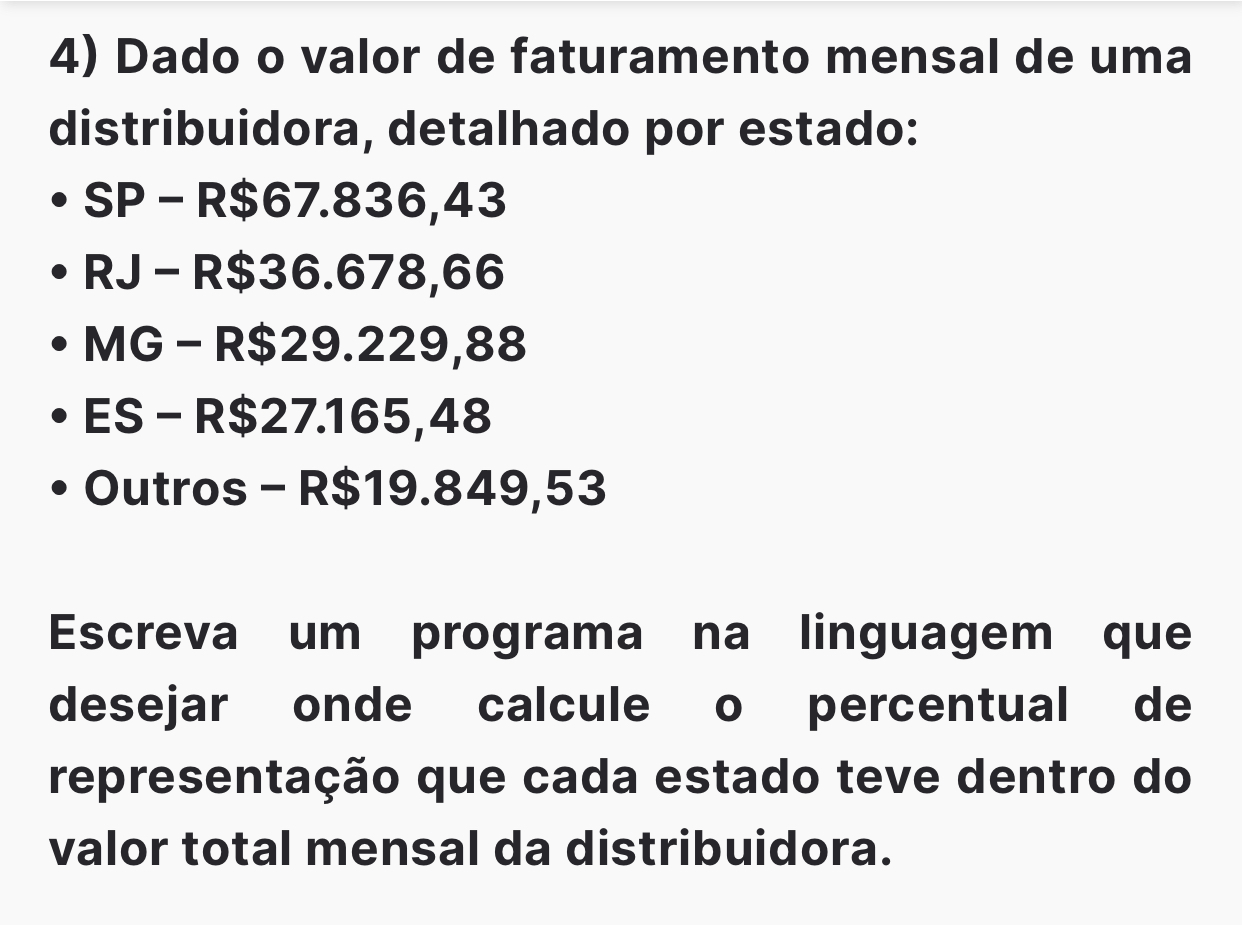 4) Dado o valor de faturamento mensal de uma
distribuidora, detalhado por estado:
• SP – R$67.836,43
• RJ – R$36.678,66
• MG – R$29.229,88
• ES – R$27.165,48
• Outros – R$19.849,53
Escreva um programa na linguagem que
desejar onde calcule o percentual de
representação que cada estado teve dentro do
valor total mensal da distribuidora.